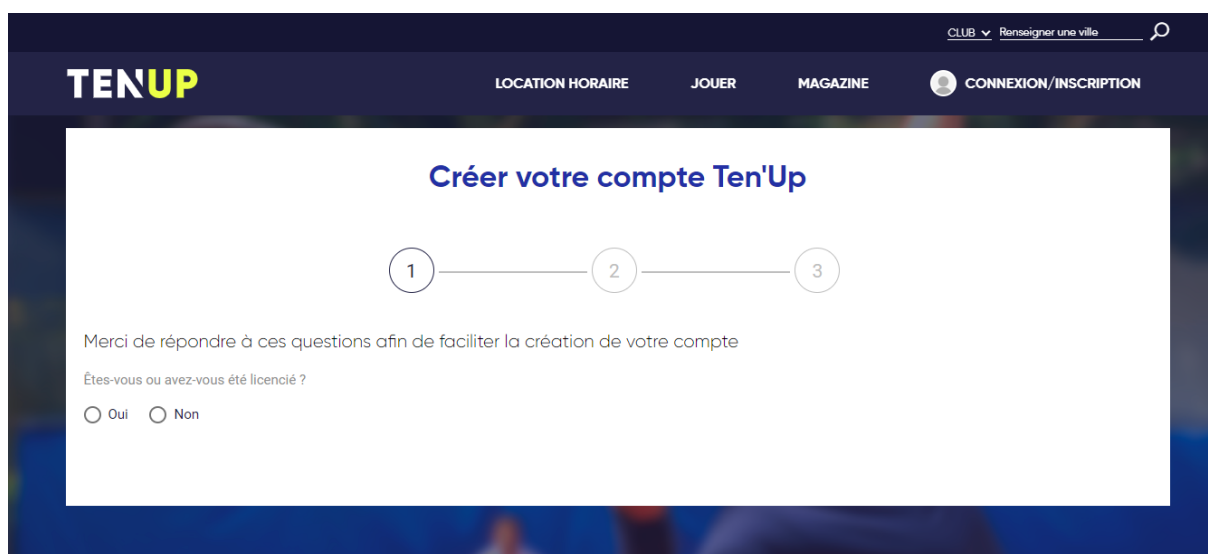 CLUB Renseigner une ville
TENUP LOCATION HORAIRE JOUER MAGAZINE CONNEXION/INSCRIPTION
Créer votre compte Ten'Up
1 2 3
Merci de répondre à ces questions afin de faciliter la création de votre compte
Êtes-vous ou avez-vous été licencié ?
Oui Non